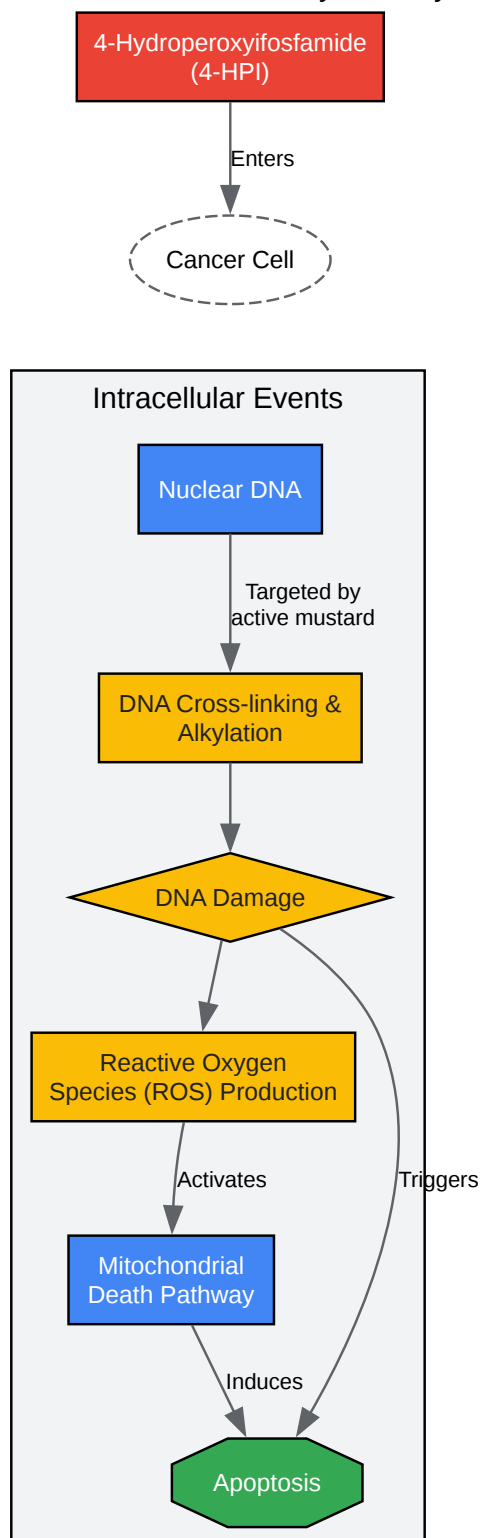 4-Hydroperoxyifosfamide
(4-HPI)
Enters
Cancer Cell
Intracellular Events
Nuclear DNA
Targeted by
active mustard
DNA Cross-linking &
Alkylation
DNA Damage
Reactive Oxygen
Species (ROS) Production
Activates
Triggers
Mitochondrial
Death Pathway
Induces
Apoptosis